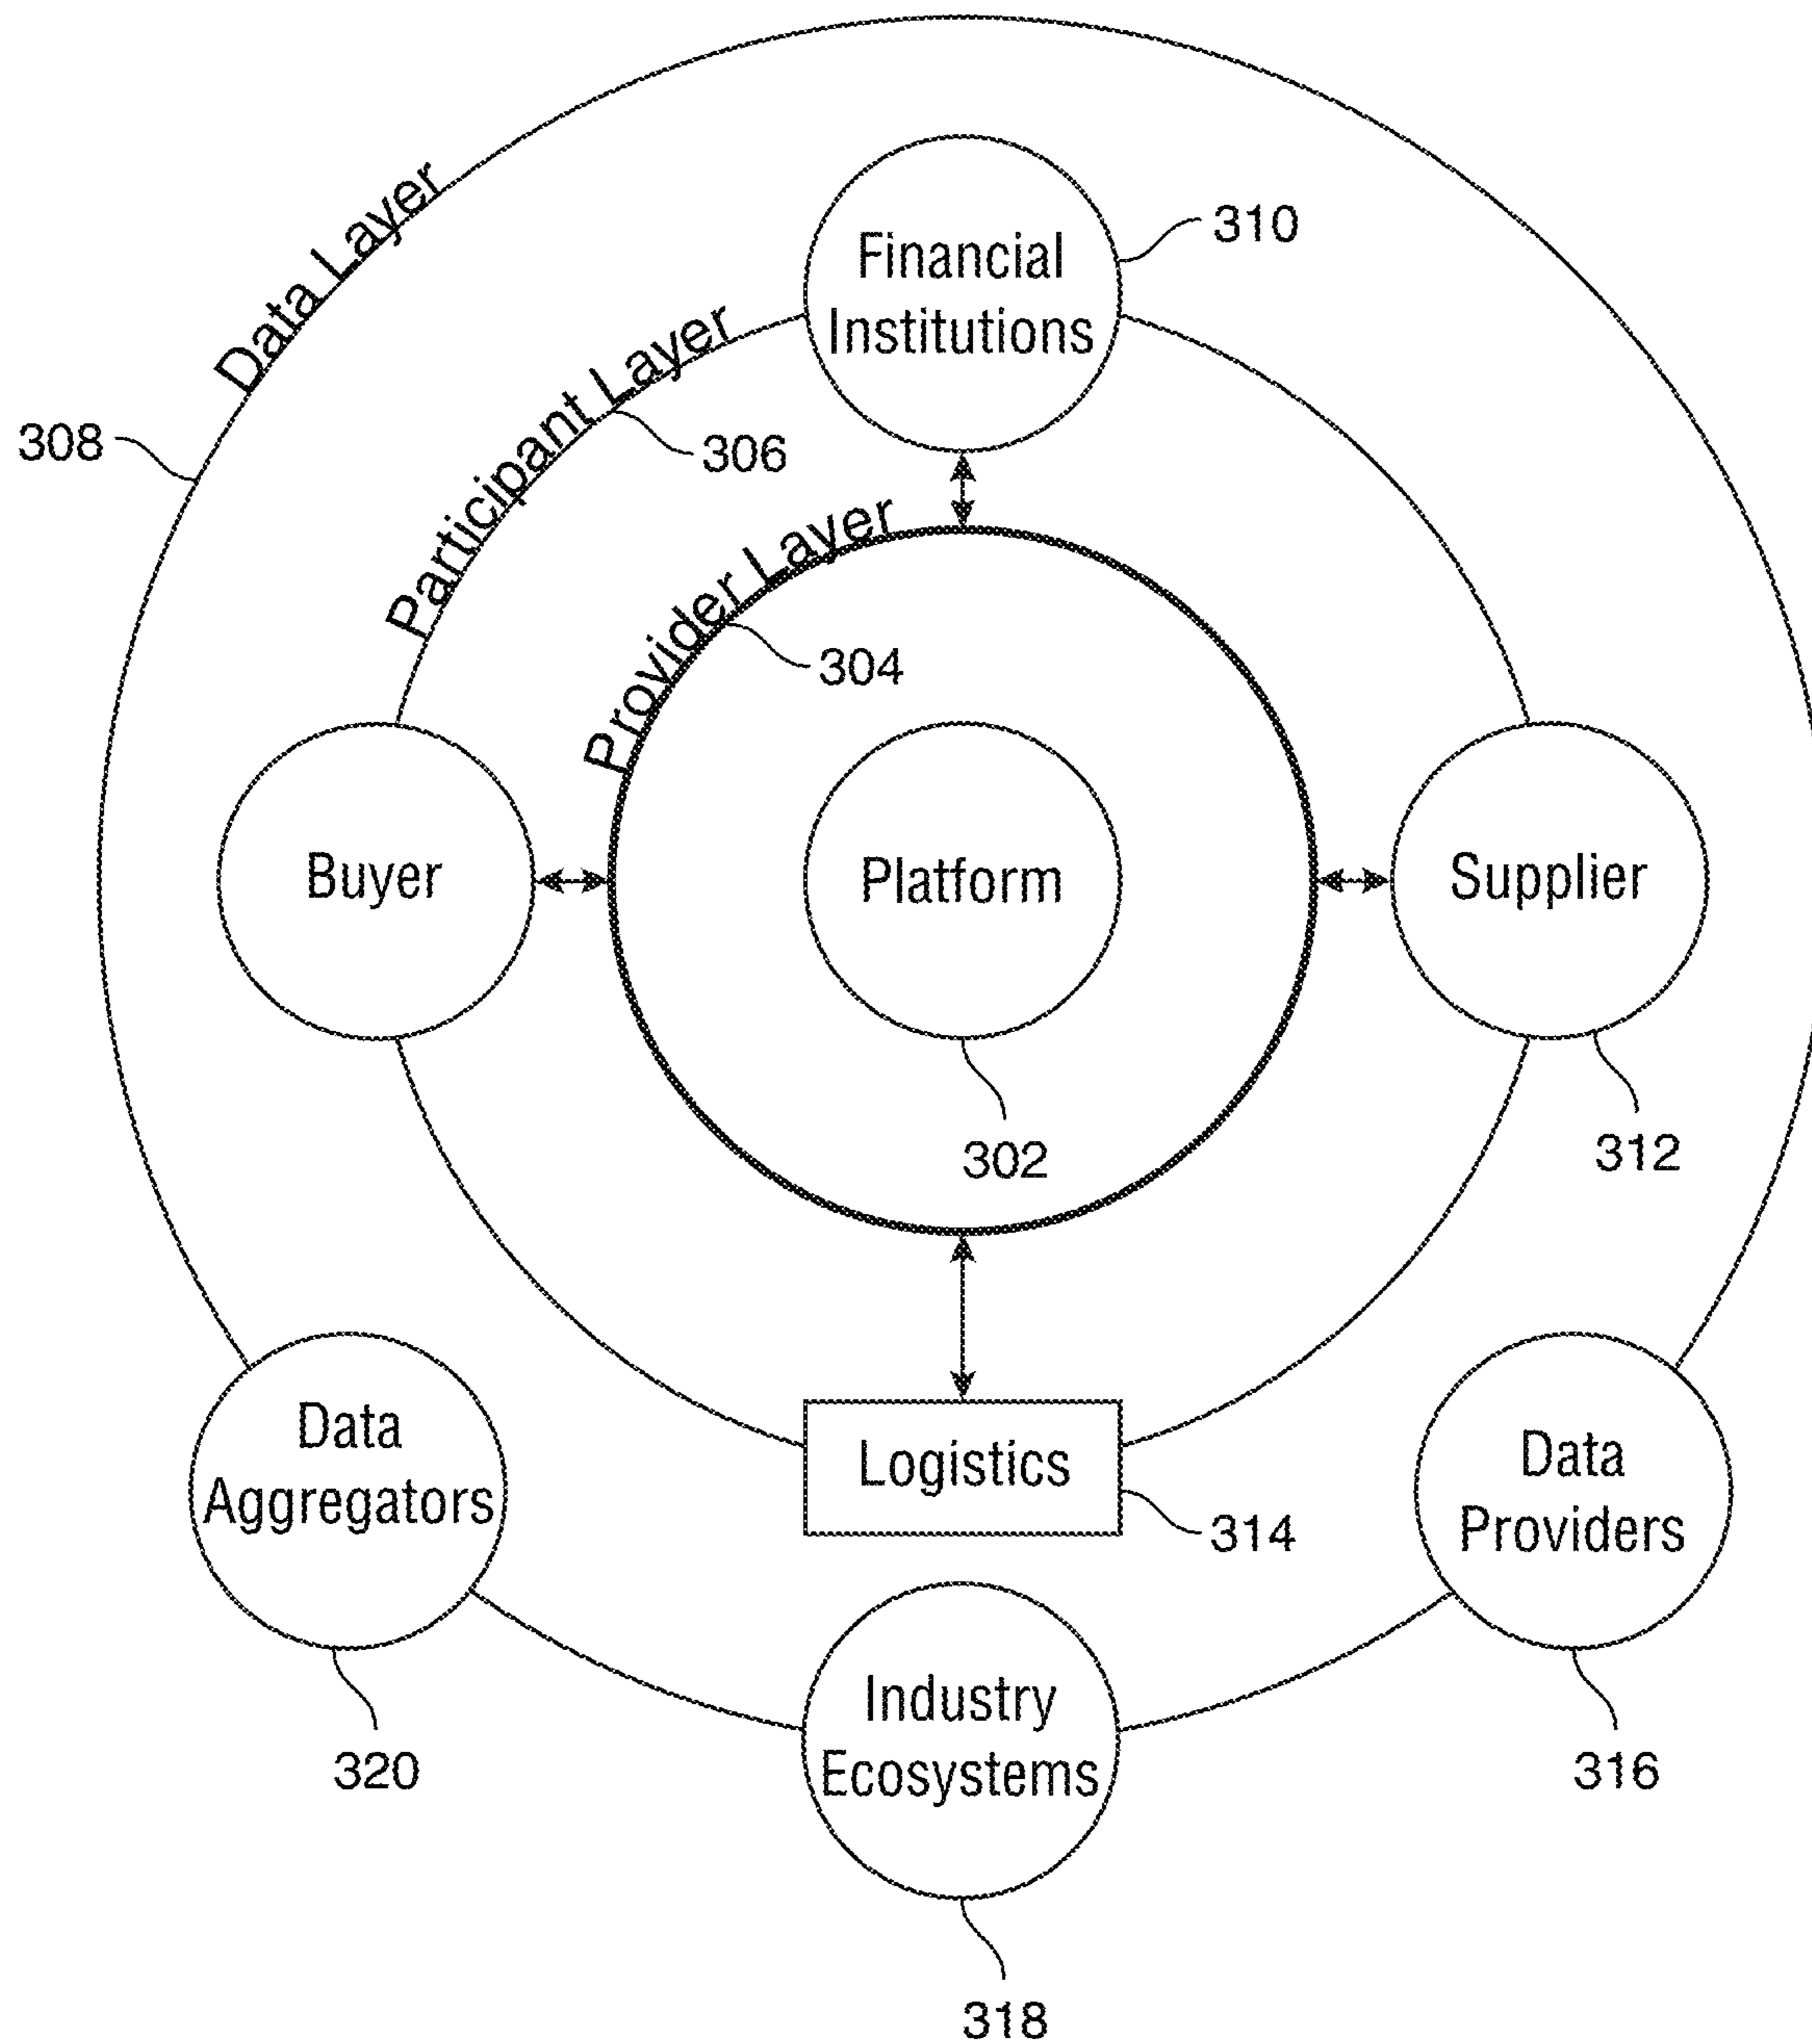 Data Layer
308
Participant Layer
306
Provider Layer
304
Financial
Institutions
310
Buyer
Platform
302
Supplier
312
Logistics
314
Data
Aggregators
320
Data
Providers
316
Industry
Ecosystems
318